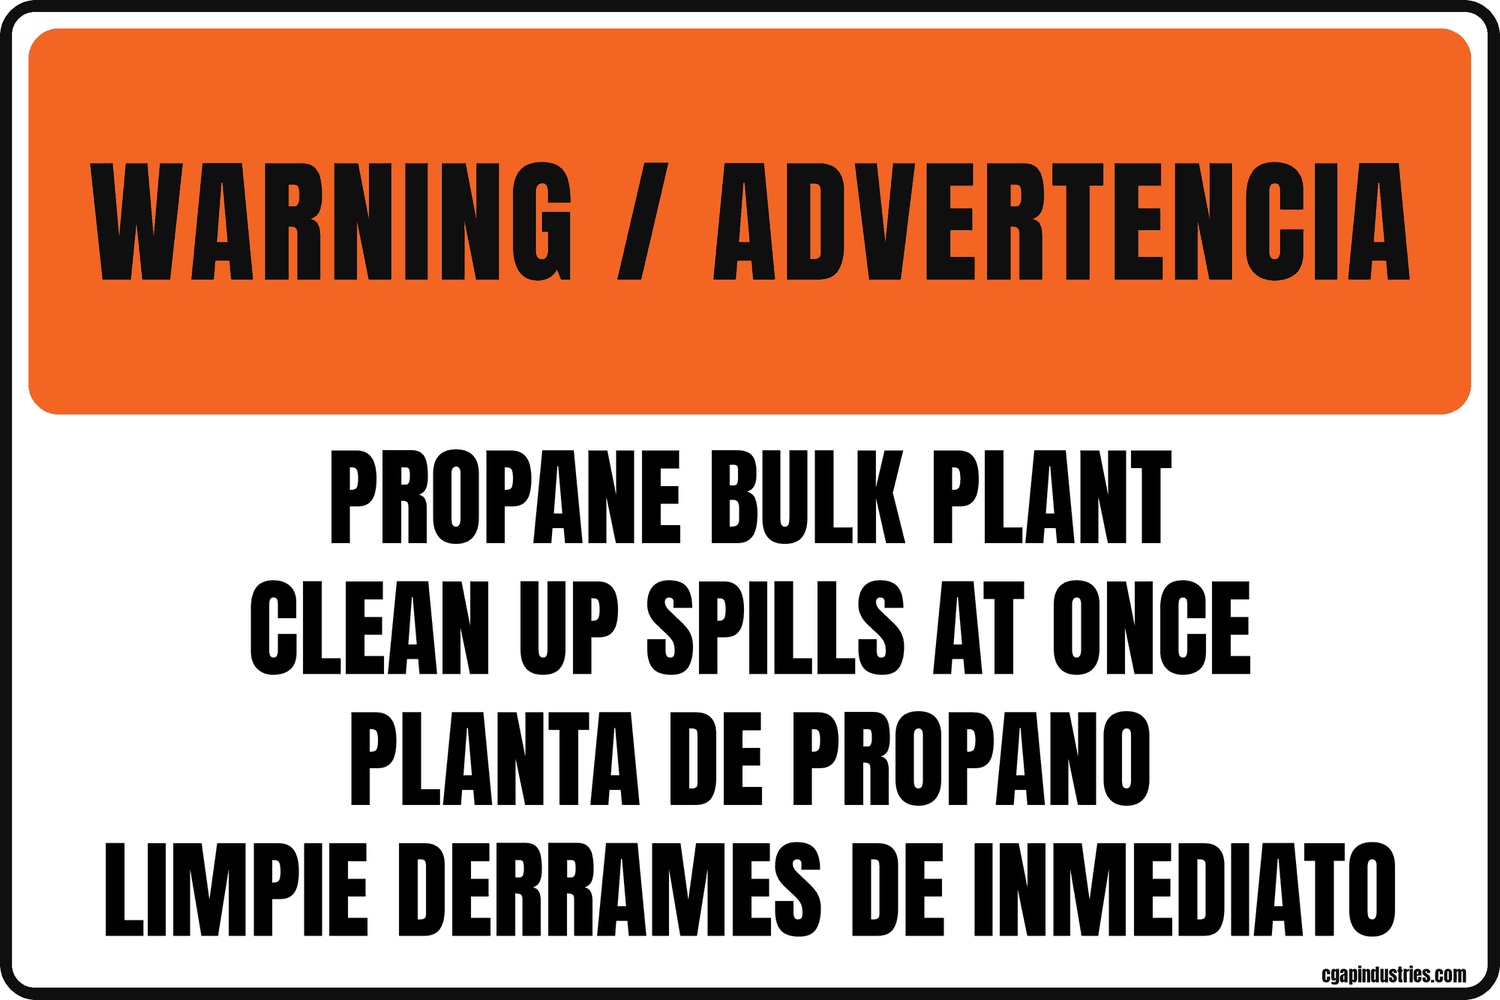 WARNING / ADVERTENCIA
PROPANE BULK PLANT
CLEAN UP SPILLS AT ONCE
PLANTA DE PROPANO
LIMPIE DERRAMES DE INMEDIATO
cgapindustries.com